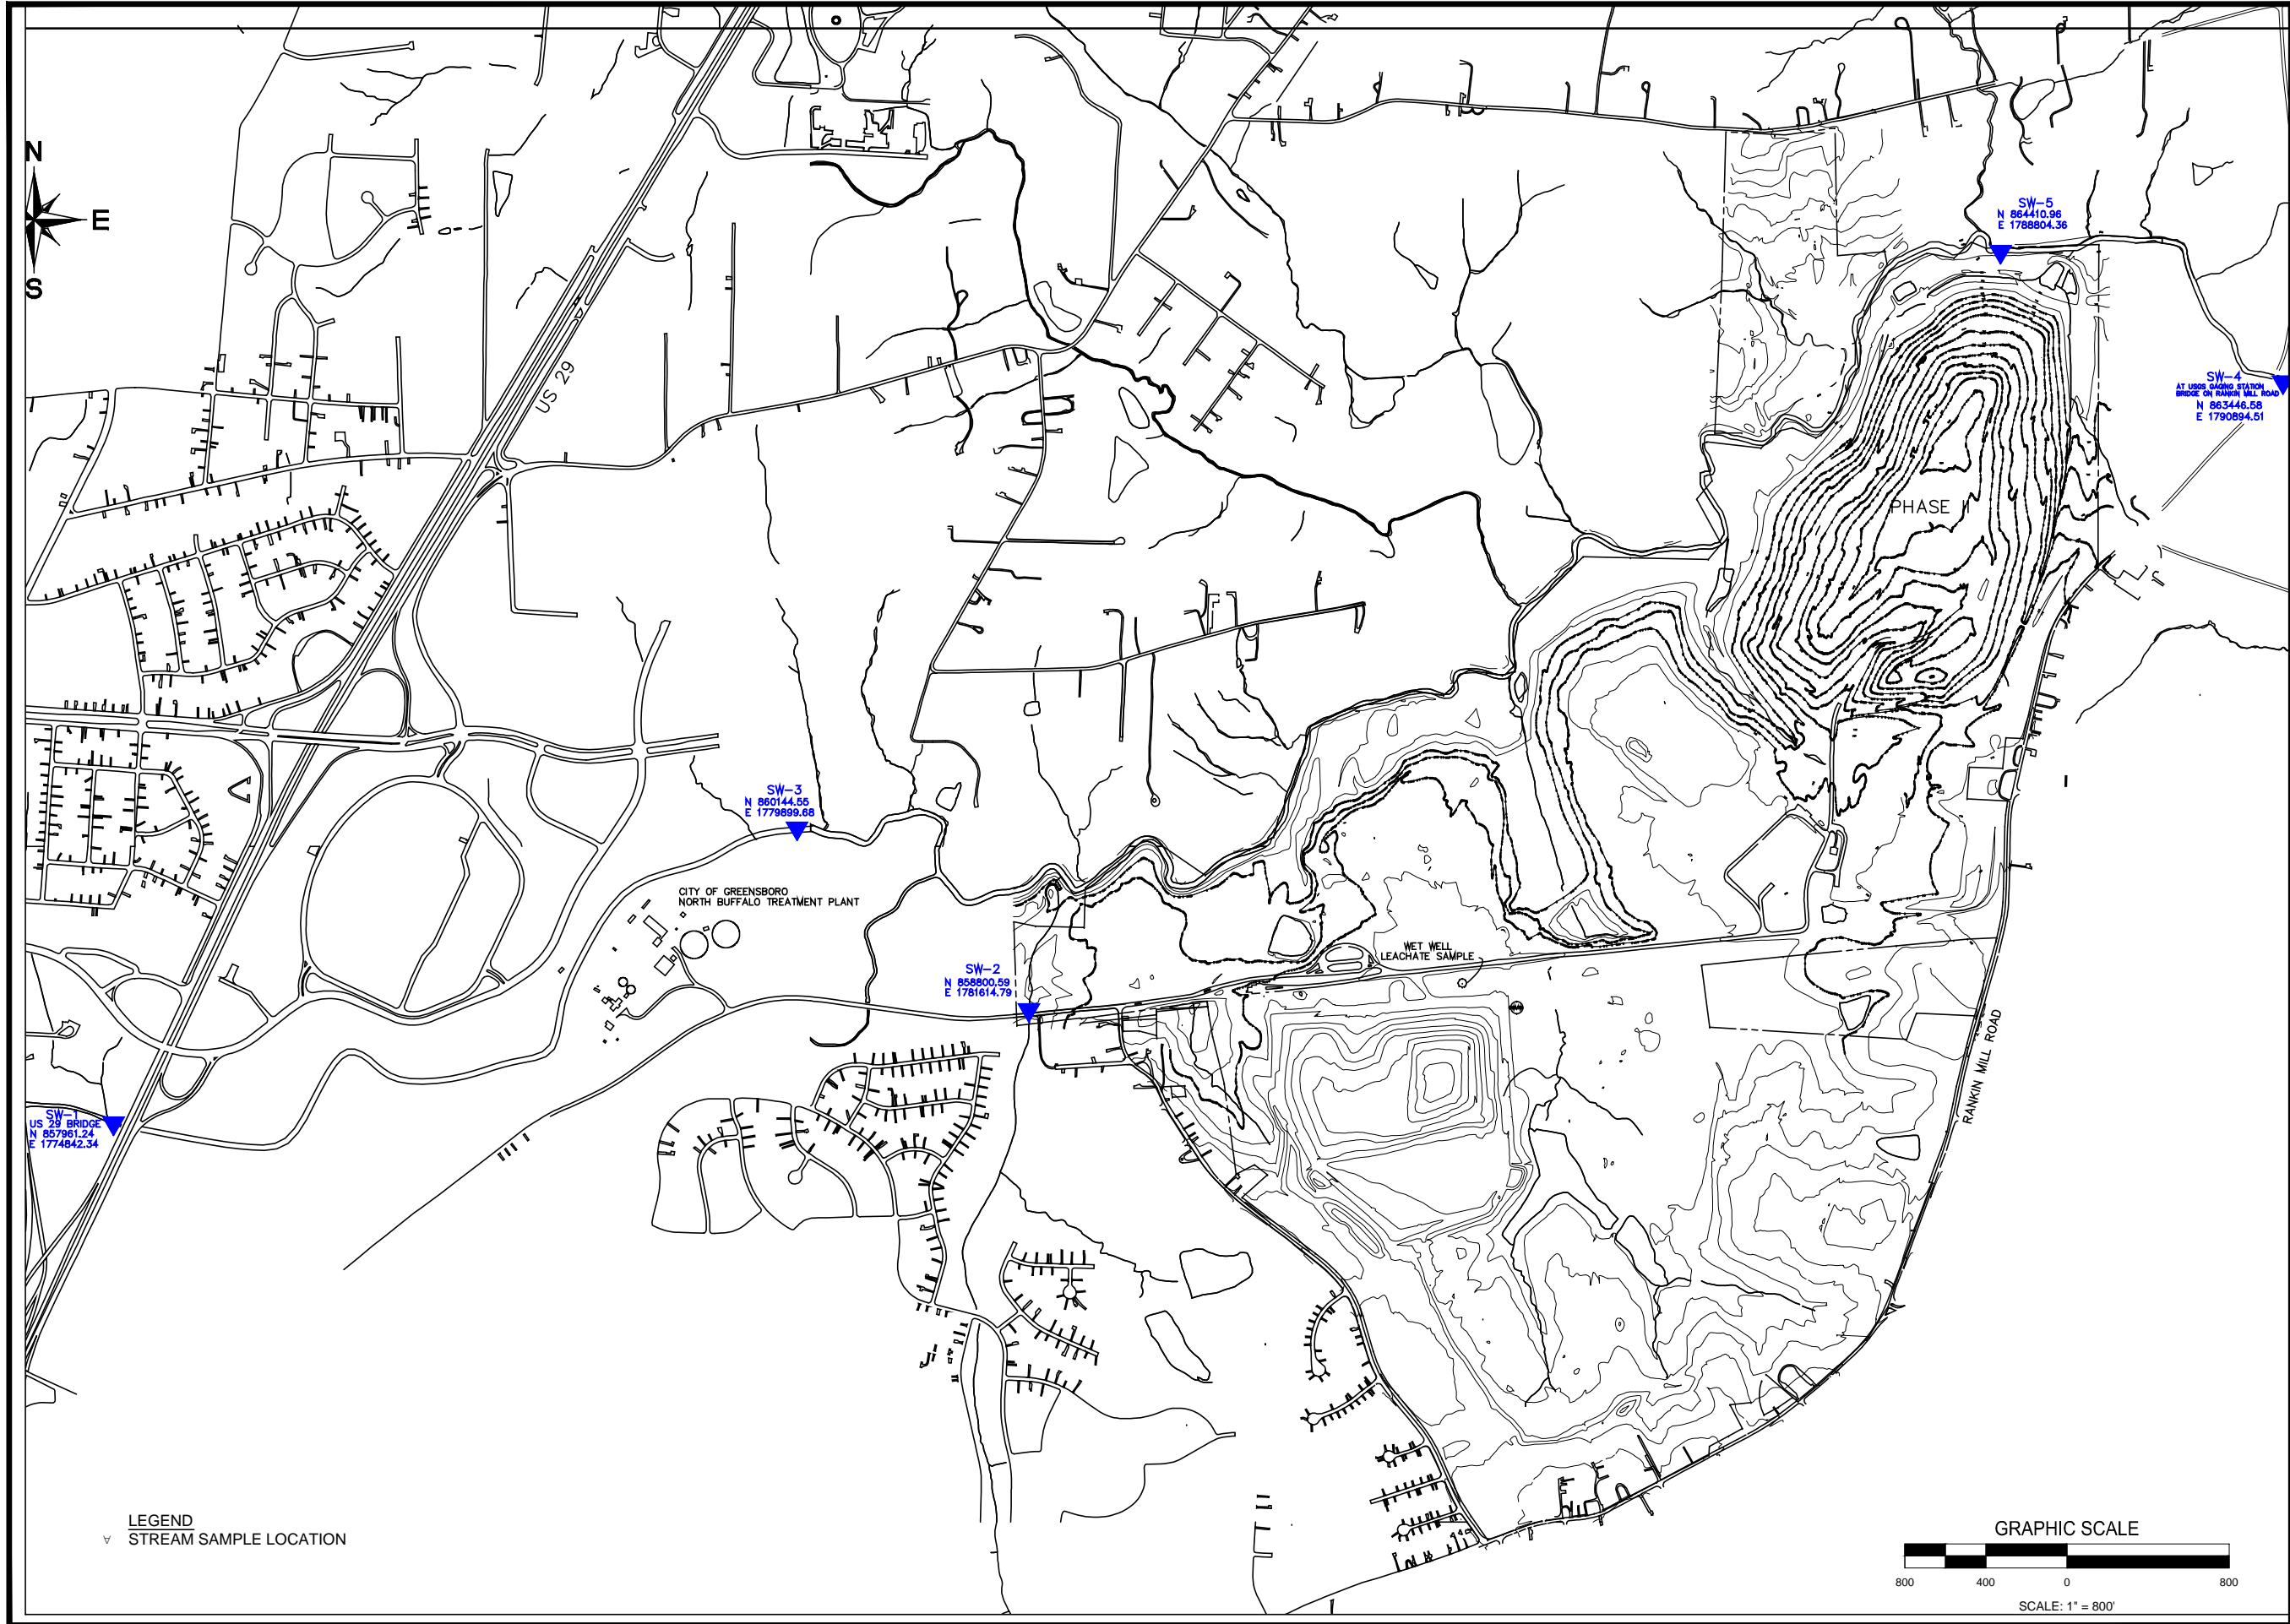 N
E
S
US 29
SW-5
N 864410.96
E 1788804.36
SW-4
AT USGS GAGING STATION
BRIDGE ON RANKIN MILL ROAD
N 863446.58
E 1790894.51
PHASE II
SW-3
N 860144.55
E 1779899.68
CITY OF GREENSBORO
NORTH BUFFALO TREATMENT PLANT
WET WELL
LEACHATE SAMPLE
SW-2
N 858800.59
E 1781614.79
RANKIN MILL ROAD
SW-1
US 29 BRIDGE
N 857961.24
E 1774842.34
LEGEND
STREAM SAMPLE LOCATION
GRAPHIC SCALE
800 400 0 800
SCALE: 1" = 800'